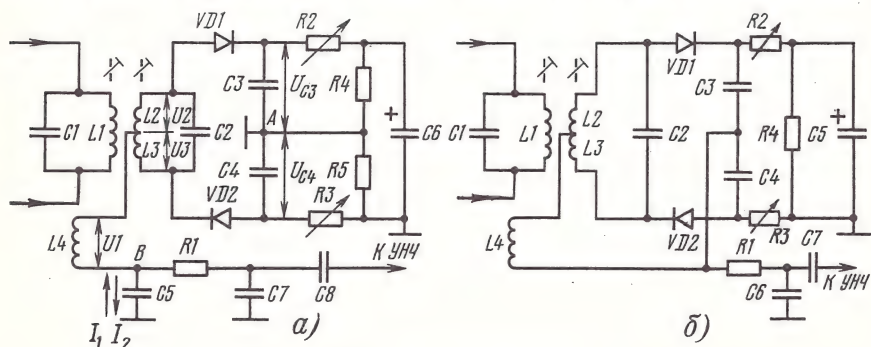 VD1 R2
C3 UC3 R4
C1 L1 L2 U2 C2 A C6
L3 U3 C4 UC4 R5
VD2 R3
L4 U1 B R1 К УНЧ
C5 C7 C8
I1 I2 а)
VD1 R2
C3
C1 L1 L2 C2 R4 C5
L3 C4
VD2 R3
L4 R1 C7
К УНЧ
C6
б)